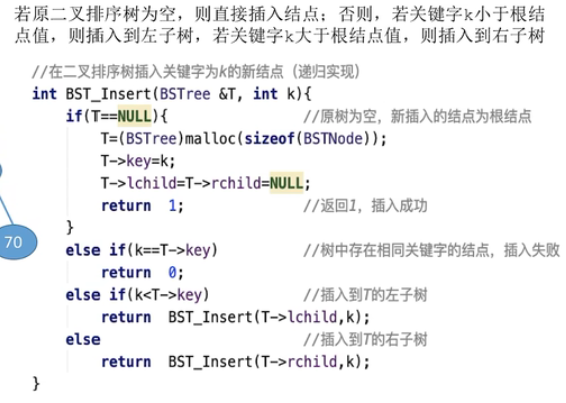 若原二叉排序树为空，则直接插入结点；否则，若关键字k小于根结
点值，则插入到左子树，若关键字k大于根结点值，则插入到右子树
//在二叉排序树插入关键字为k的新结点（递归实现）
int BST_Insert(BSTree &T, int k){
if(T==NULL){ //原树为空，新插入的结点为根结点
T=(BSTree)malloc(sizeof(BSTNode));
T->key=k;
T->lchild=T->rchild=NULL;
return 1; //返回1，插入成功
}
70
else if(k==T->key) //树中存在相同关键字的结点，插入失败
return 0;
else if(k<T->key) //插入到T的左子树
return BST_Insert(T->lchild,k);
else //插入到T的右子树
return BST_Insert(T->rchild,k);
}